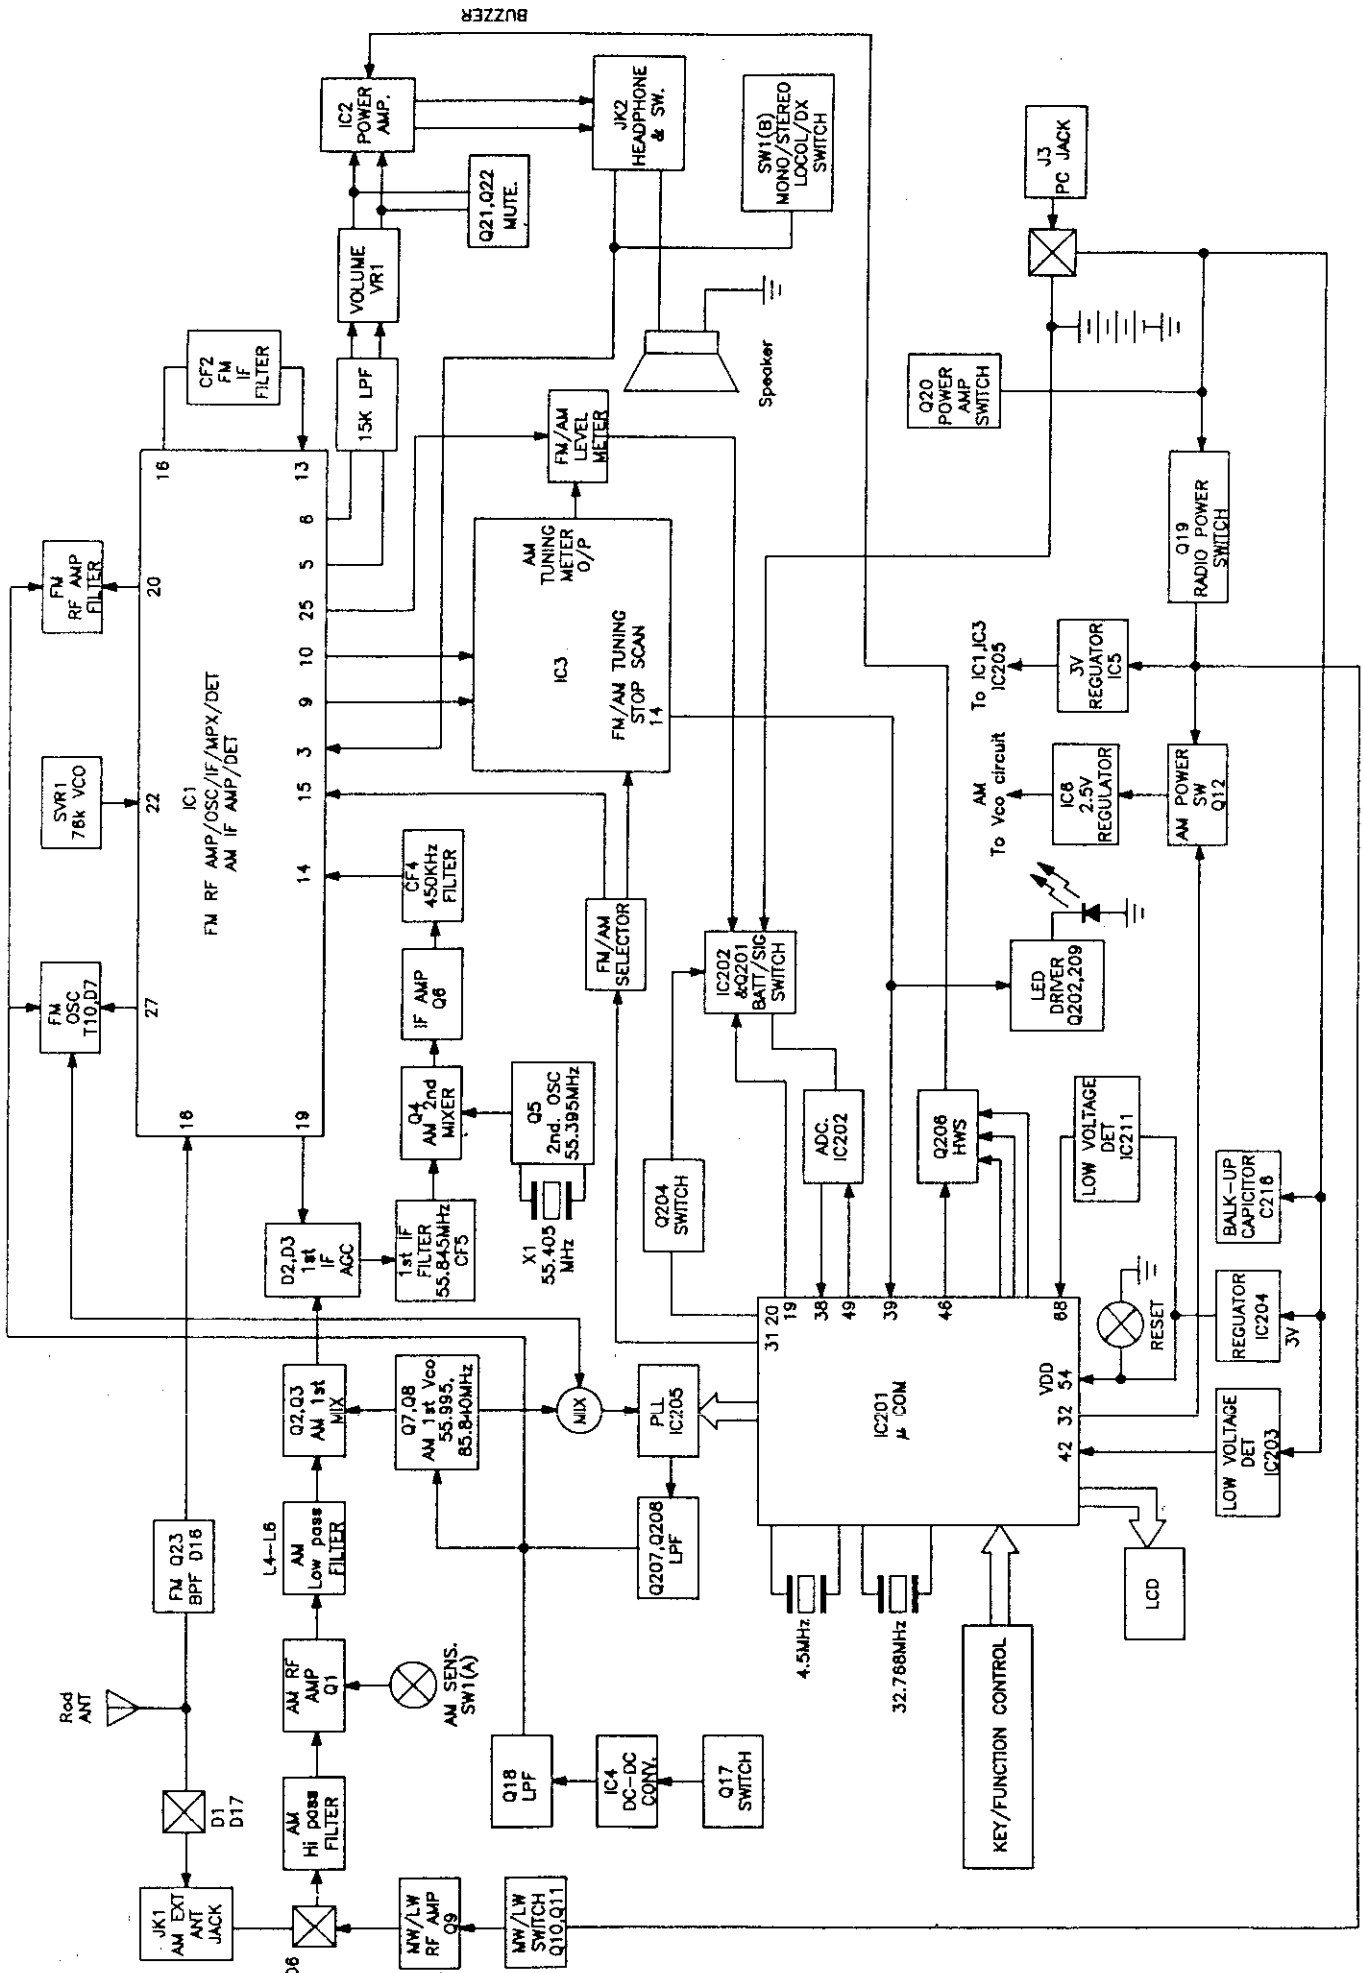 Rod
ANT
JK1
AM EXT
ANT
JACK
D1
D17
FM Q23
BPF D16
FM
OSC
T10,D7
SVR1
76k VCO
FM
RF AMP
FILTER
CF2
FM
IF
FILTER
18
27
22
20
16
IC1
FM RF AMP/OSC/IF/MPX/DET
AM IF AMP/DET
19
14
15
3
9
10
25
5
6
13
15K LPF
VOLUME
VR1
IC2
POWER
AMP.
BUZZER
Q21,Q22
MUTE.
JK2
HEADPHONE
& SW.
SW1(B)
MONO/STEREO
LOCOL/DX
SWITCH
Speaker
D6
AM
Hi pass
FILTER
AM RF
AMP
Q1
AM SENS.
SW1(A)
L4-L6
AM
Low pass
FILTER
Q2,Q3
AM 1st
MIX
D2,D3
1st
IF
AGC
1st IF
FILTER
55.845MHz
CF5
Q4
AM 2nd
MIXER
IF AMP
Q6
CF4
450KHz
FILTER
X1
55.405
MHz
Q5
2nd. OSC
55.395MHz
FM/AM
SELECTOR
AM
TUNING
METER
O/P
IC3
FM/AM TUNING
STOP SCAN
14
FM/AM
LEVEL
METER
MW/LW
RF AMP
Q9
MW/LW
SWITCH
Q10,Q11
Q18
LPF
IC4
DC-DC
CONV.
Q17
SWITCH
Q7,Q8
AM 1st Vco
55.995,
85.840MHz
MIX
PLL
IC205
Q207,Q208
LPF
Q204
SWITCH
IC202
&Q201
BATT/SIG
SWITCH
ADC.
IC202
Q206
HWS
LED
DRIVER
Q202,209
31
20
19
38
49
39
46
68
IC201
µ COM
VDD
54
32
42
4.5MHz
32.768MHz
KEY/FUNCTION CONTROL
LCD
LOW VOLTAGE
DET
IC203
REGUATOR
IC204
3V
RESET
LOW VOLTAGE
DET
IC211
BALK-UP
CAPICITOR
C216
AM
To Vco circuit
IC6
2.5V
REGULATOR
AM POWER
SW
Q12
To IC1,IC3
IC205
3V
REGUATOR
IC5
Q19
RADIO POWER
SWITCH
Q20
POWER
AMP
SWITCH
J3
PC JACK